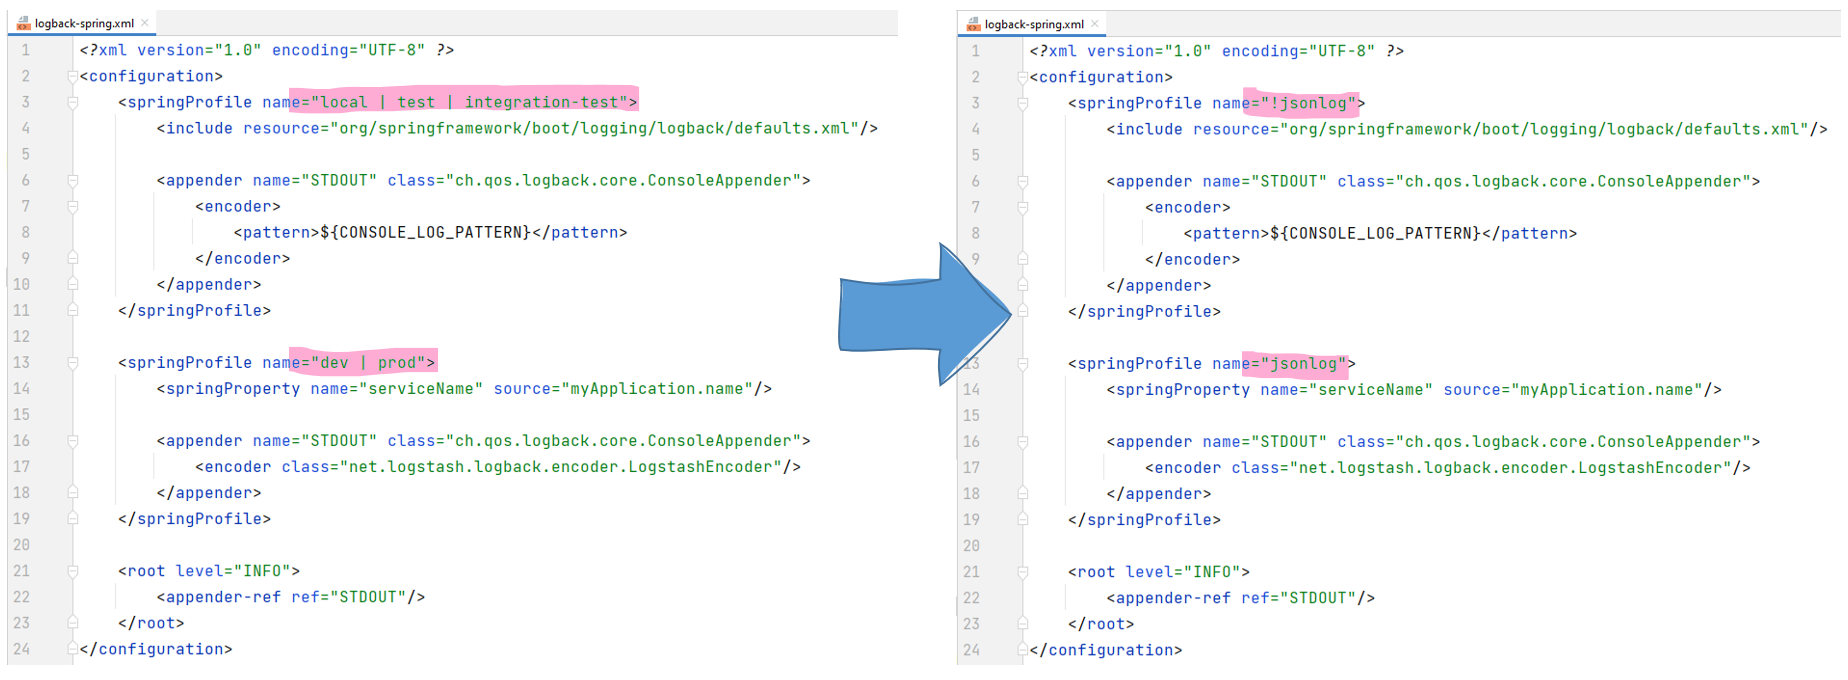 logback-spring.xml
1 <?xml version="1.0" encoding="UTF-8" ?>
2 <configuration>
3 <springProfile name="local | test | integration-test">
4 <include resource="org/springframework/boot/logging/logback/defaults.xml"/>
5
6 <appender name="STDOUT" class="ch.qos.logback.core.ConsoleAppender">
7 <encoder>
8 <pattern>${CONSOLE_LOG_PATTERN}</pattern>
9 </encoder>
10 </appender>
11 </springProfile>
12
13 <springProfile name="dev | prod">
14 <springProperty name="serviceName" source="myApplication.name"/>
15
16 <appender name="STDOUT" class="ch.qos.logback.core.ConsoleAppender">
17 <encoder class="net.logstash.logback.encoder.LogstashEncoder"/>
18 </appender>
19 </springProfile>
20
21 <root level="INFO">
22 <appender-ref ref="STDOUT"/>
23 </root>
24 </configuration>
logback-spring.xml
1 <?xml version="1.0" encoding="UTF-8" ?>
2 <configuration>
3 <springProfile name="!jsonlog">
4 <include resource="org/springframework/boot/logging/logback/defaults.xml"/>
5
6 <appender name="STDOUT" class="ch.qos.logback.core.ConsoleAppender">
7 <encoder>
8 <pattern>${CONSOLE_LOG_PATTERN}</pattern>
9 </encoder>
</appender>
</springProfile>
13 <springProfile name="jsonlog">
14 <springProperty name="serviceName" source="myApplication.name"/>
15
16 <appender name="STDOUT" class="ch.qos.logback.core.ConsoleAppender">
17 <encoder class="net.logstash.logback.encoder.LogstashEncoder"/>
18 </appender>
19 </springProfile>
20
21 <root level="INFO">
22 <appender-ref ref="STDOUT"/>
23 </root>
24 </configuration>